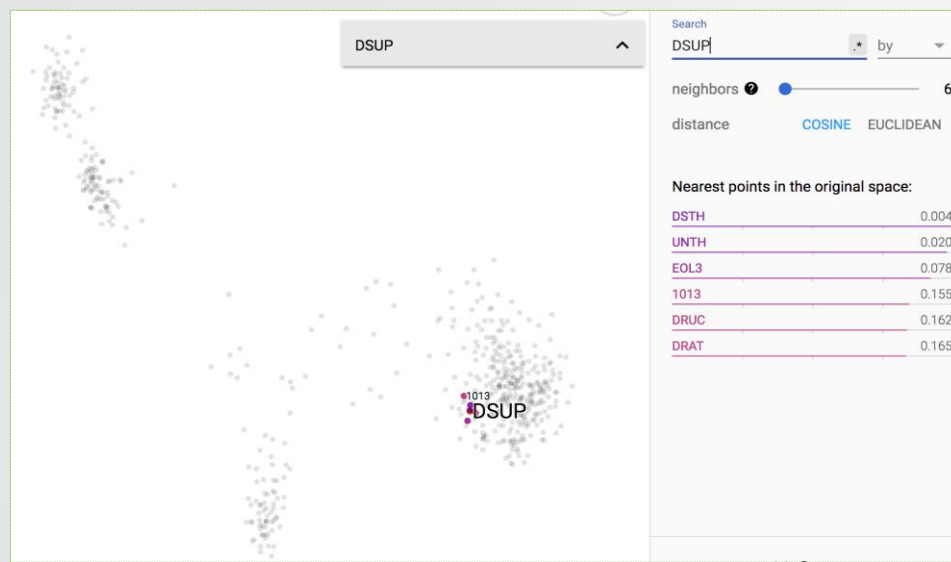 DSUP
1013
DSUP
Search
DSUP .* by
neighbors ? 6
distance COSINE EUCLIDEAN
Nearest points in the original space:
DSTH 0.004
UNTH 0.020
EOL3 0.078
1013 0.155
DRUC 0.162
DRAT 0.165